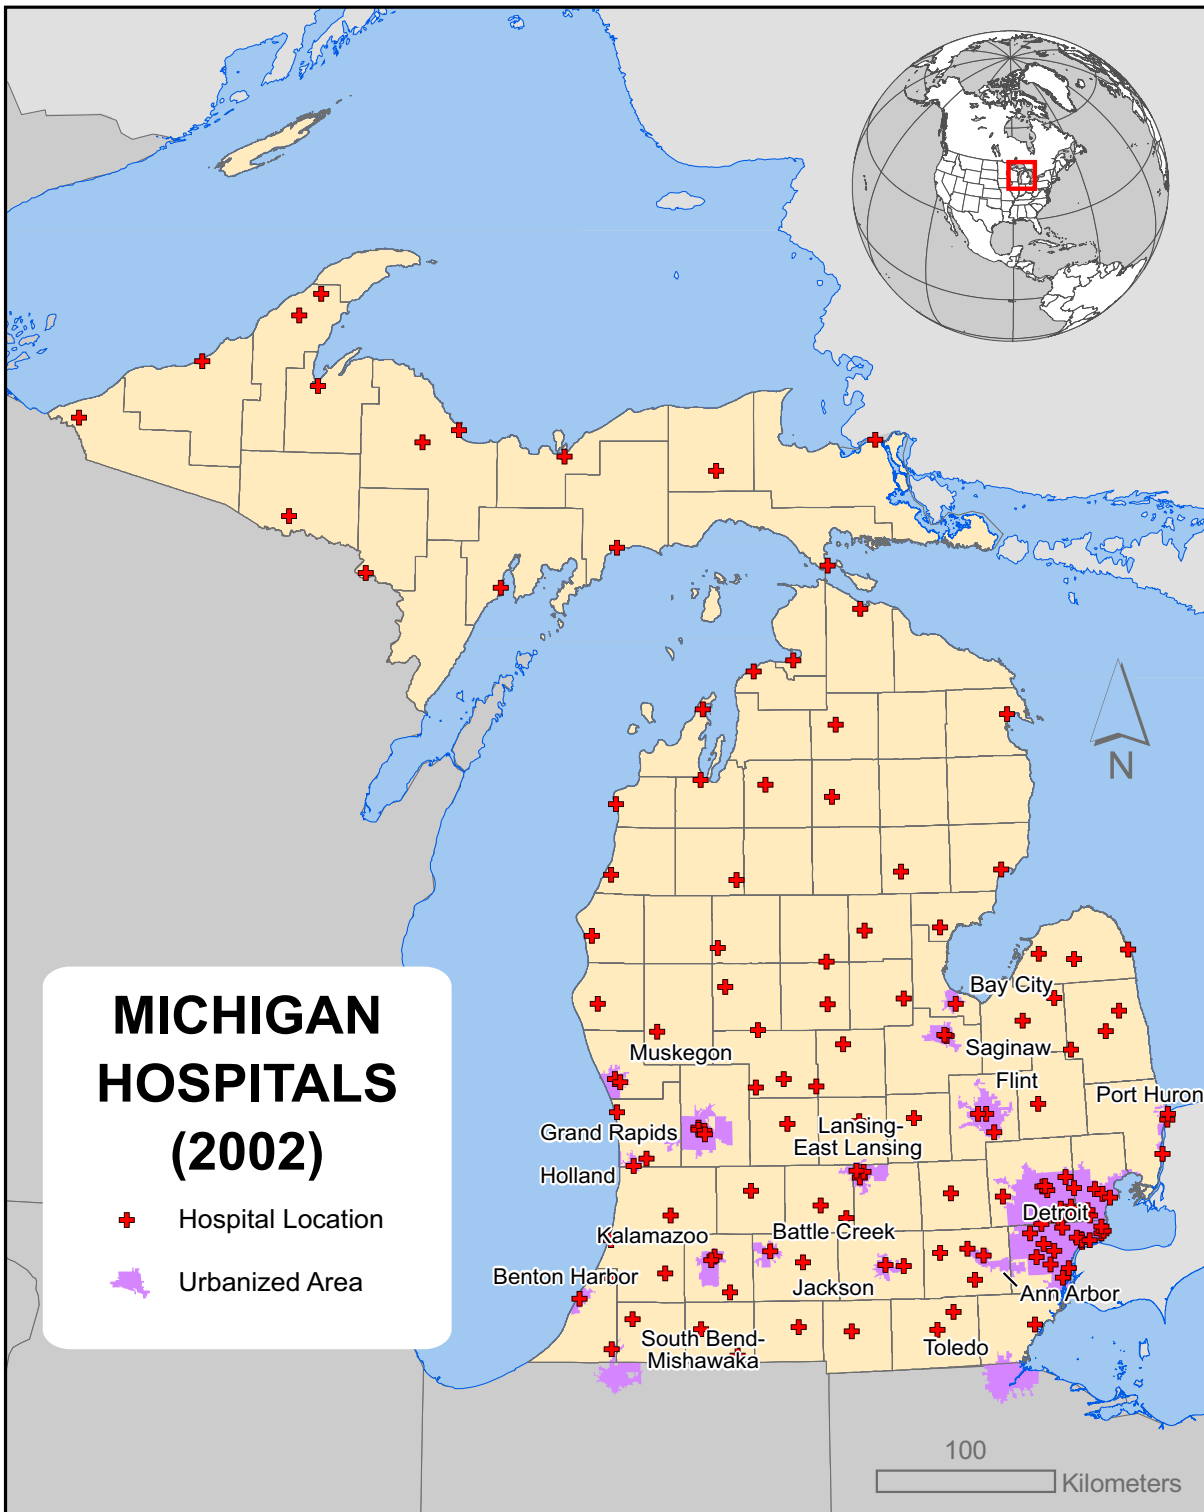 N
MICHIGAN
HOSPITALS
(2002)
Hospital Location
Urbanized Area
Bay City
Saginaw
Muskegon
Flint
Port Huron
Grand Rapids
Lansing-
East Lansing
Holland
Detroit
Kalamazoo
Battle Creek
Benton Harbor
Jackson
Ann Arbor
South Bend-
Mishawaka
Toledo
100
Kilometers